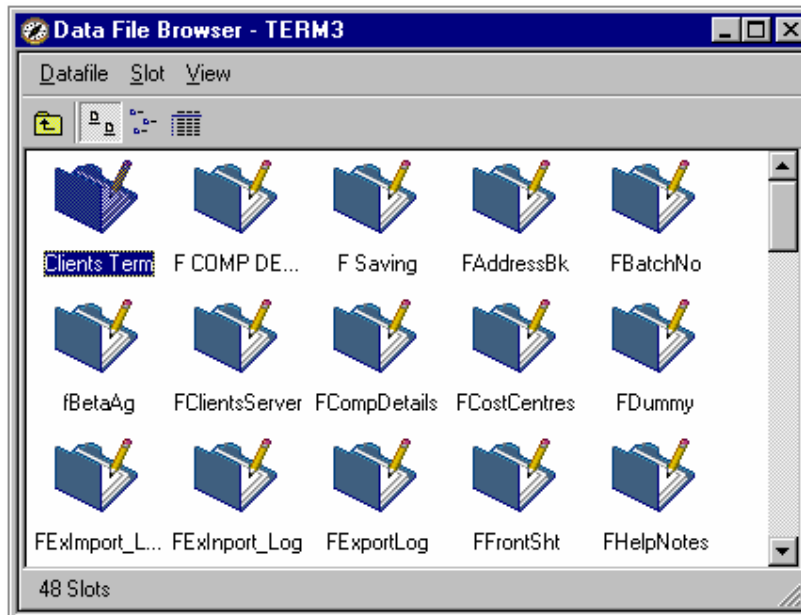 Data File Browser - TERM3
Datafile Slot View
Clients Term F COMP DE... F Saving FAddressBk FBatchNo
fBetaAg FClientsServer FCompDetails FCostCentres FDummy
FExImport_L... FExInport_Log FExportLog FFrontSht FHelpNotes
48 Slots